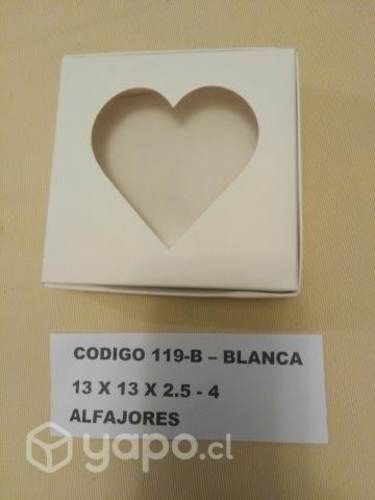 CODIGO 119-B – BLANCA
13 X 13 X 2.5 - 4
ALFAJORES
yapo.cl